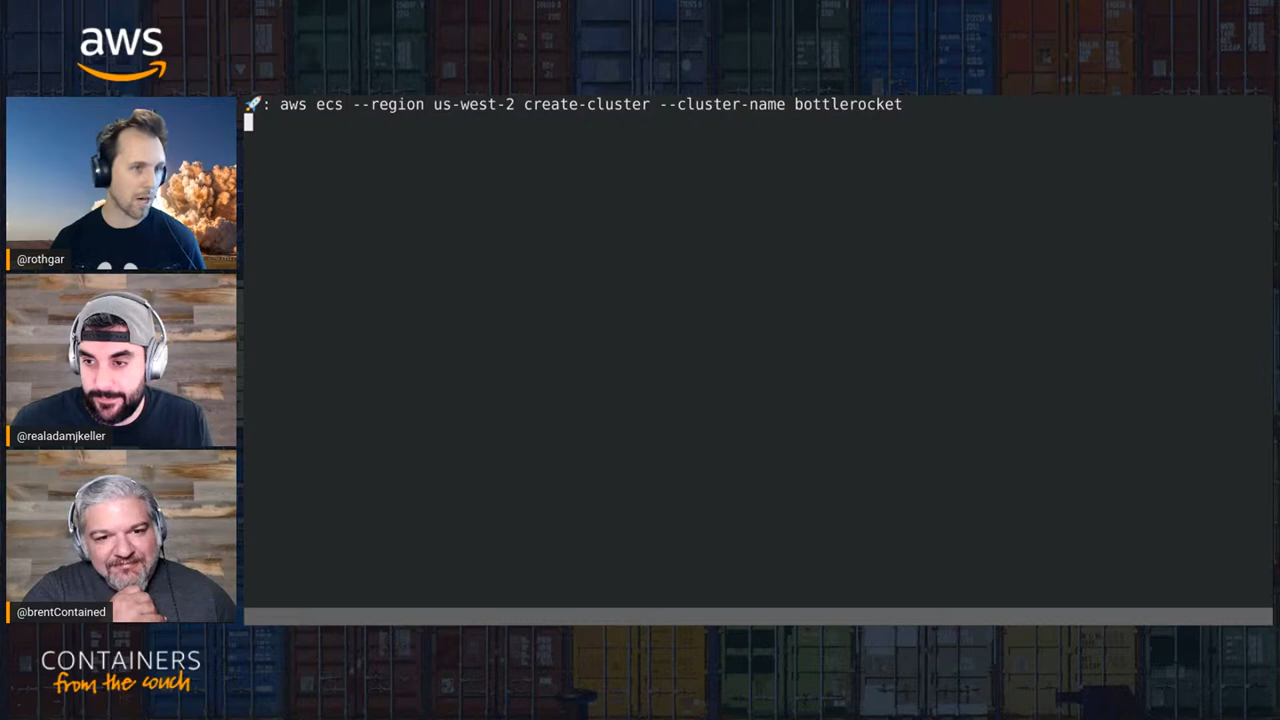 aws
🚀: aws ecs --region us-west-2 create-cluster --cluster-name bottlerocket
@rothgar
@realadamjkeller
@brentContained
CONTAINERS
from the couch